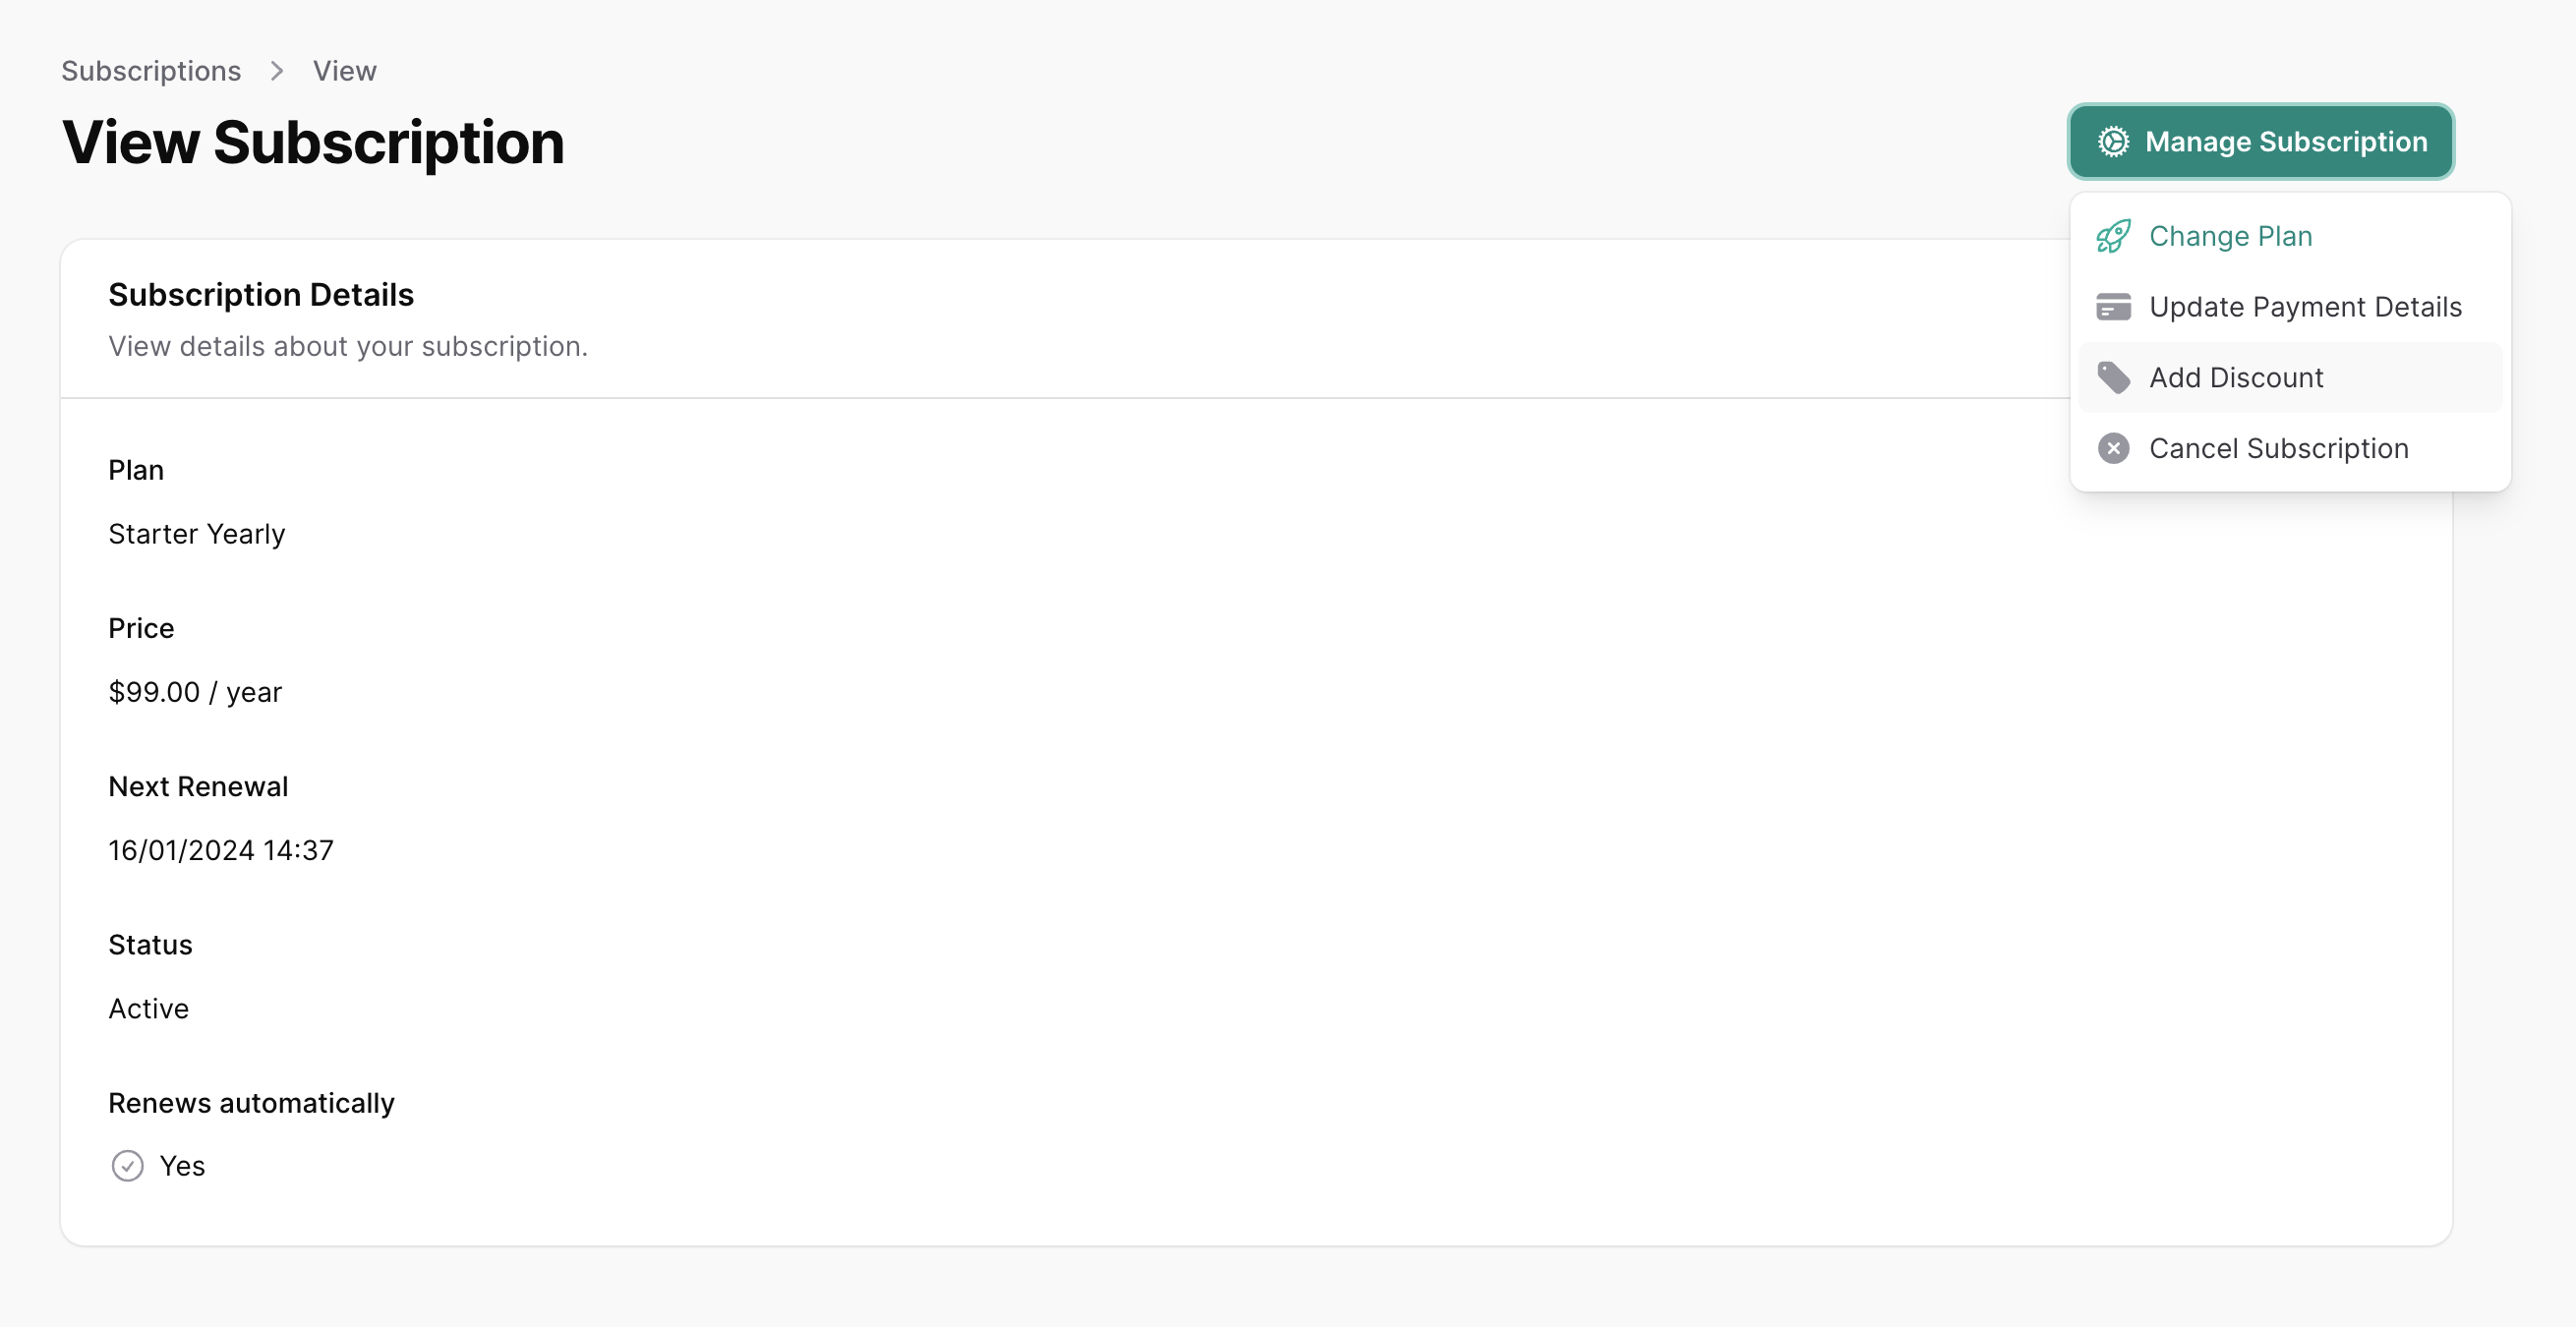 Subscriptions > View
View Subscription
Manage Subscription
Change Plan
Update Payment Details
Add Discount
Cancel Subscription
Subscription Details
View details about your subscription.
Plan
Starter Yearly
Price
$99.00 / year
Next Renewal
16/01/2024 14:37
Status
Active
Renews automatically
Yes